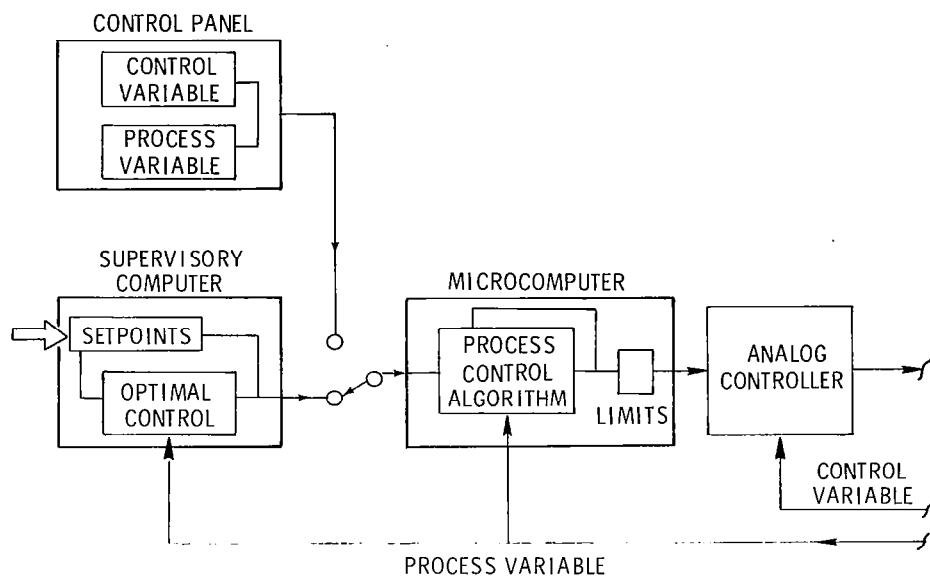 CONTROL PANEL
CONTROL
VARIABLE
PROCESS
VARIABLE
SUPERVISORY
COMPUTER
SETPOINTS
OPTIMAL
CONTROL
MICROCOMPUTER
PROCESS
CONTROL
ALGORITHM
LIMITS
ANALOG
CONTROLLER
CONTROL
VARIABLE
PROCESS VARIABLE